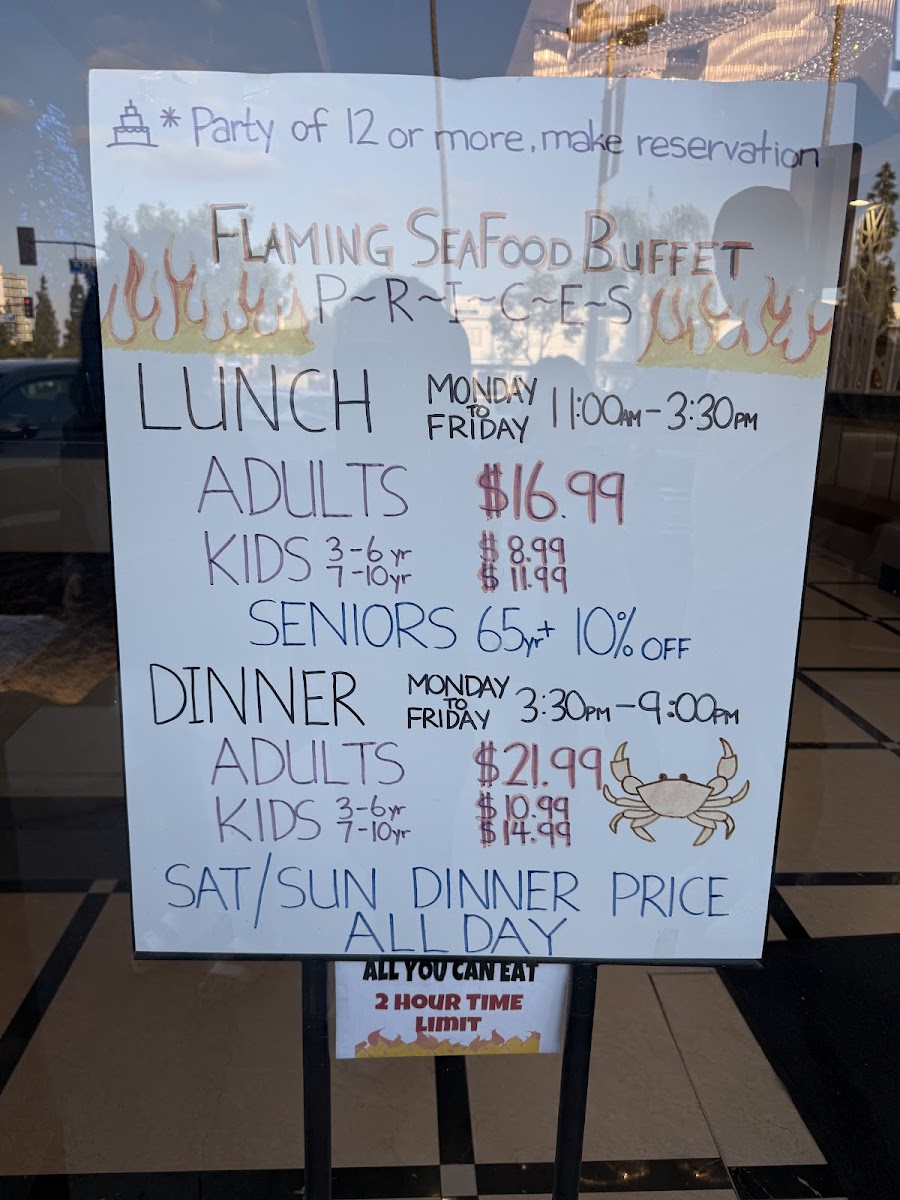 * Party of 12 or more, make reservation
FLAMING SEAFOOD BUFFET
P~R~I~C~E~S
LUNCH MONDAY TO FRIDAY 11:00AM-3:30PM
ADULTS $16.99
KIDS 3-6yr $8.99
7-10yr $11.99
SENIORS 65yr+ 10% OFF
DINNER MONDAY TO FRIDAY 3:30PM-9:00PM
ADULTS $21.99
KIDS 3-6yr $10.99
7-10yr $14.99
SAT/SUN DINNER PRICE
ALL DAY
ALL YOU CAN EAT
2 HOUR TIME
LIMIT